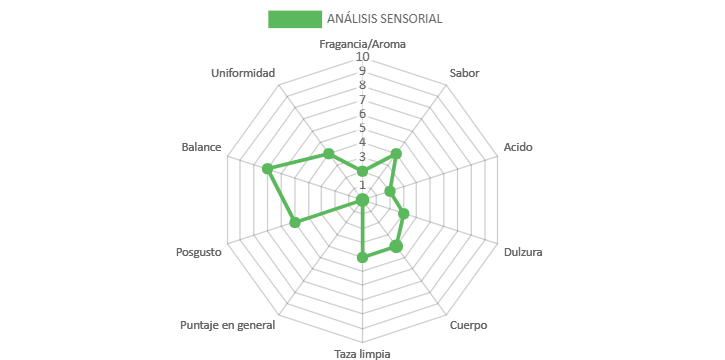 ANÁLISIS SENSORIAL
Fragancia/Aroma
Uniformidad
Sabor
10
9
8
7
6
5
4
3
1
Balance
Acido
Posgusto
Dulzura
Puntaje en general
Cuerpo
Taza limpia